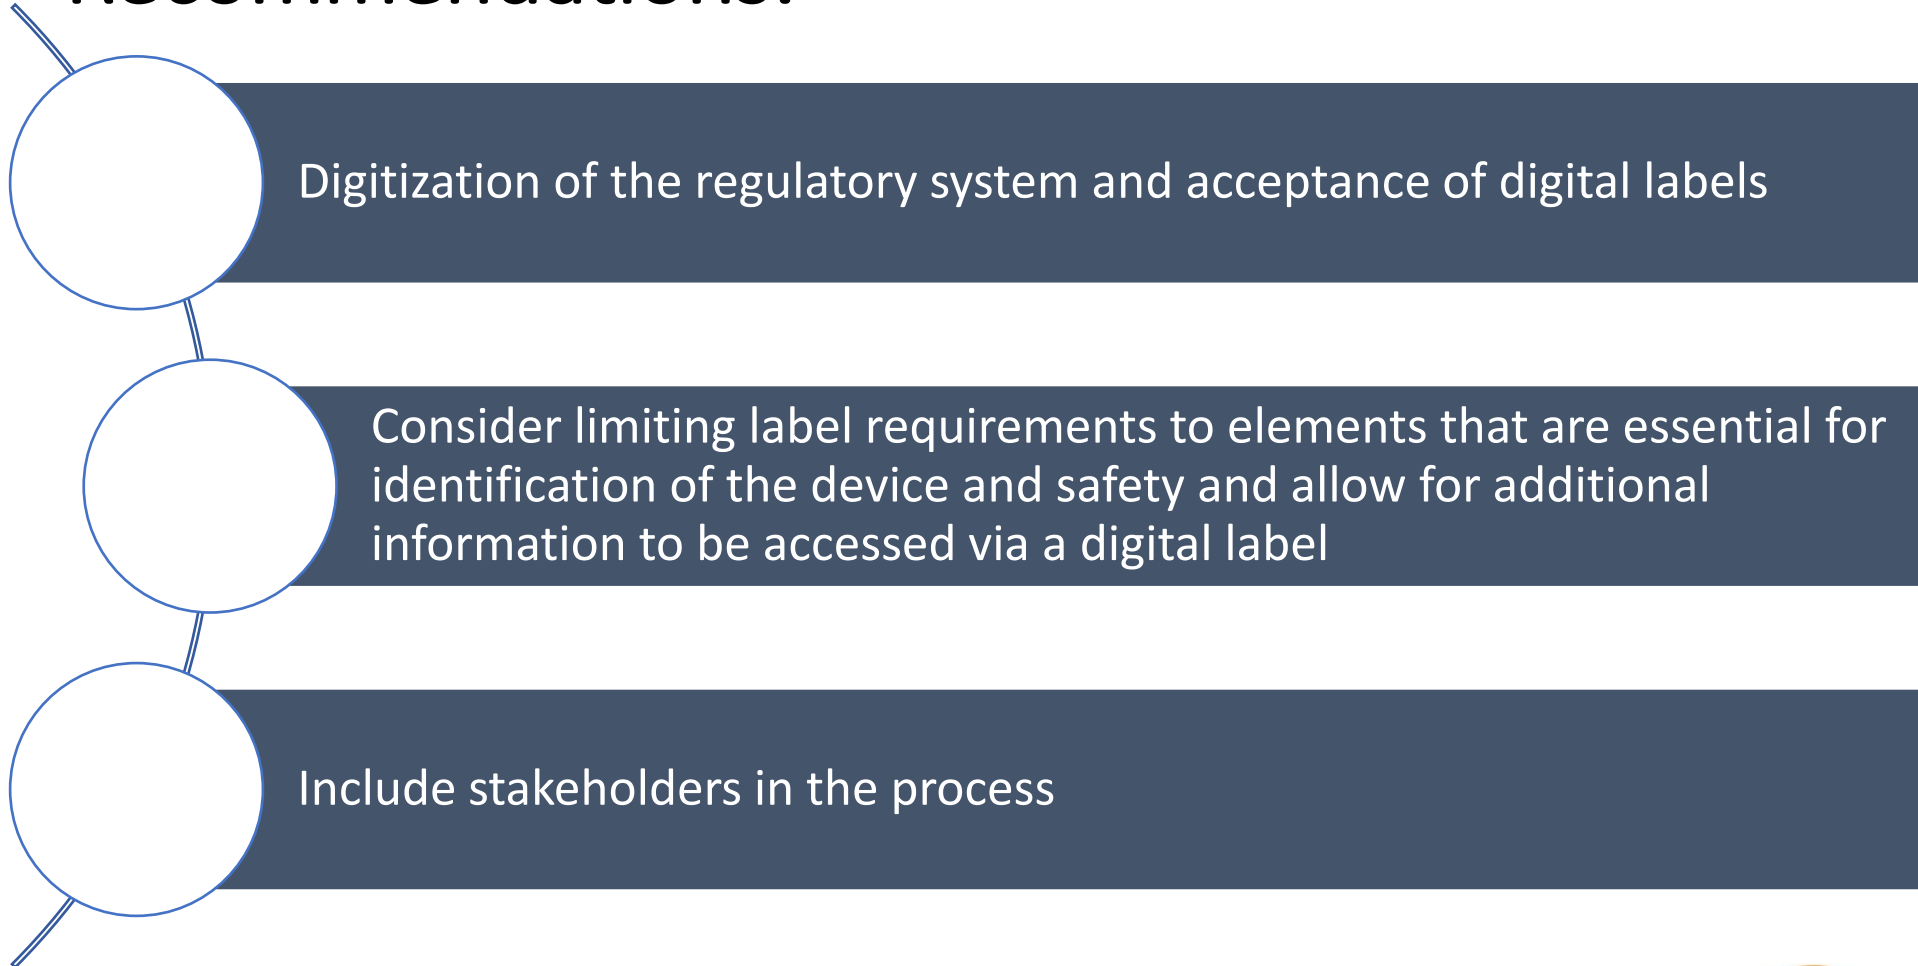 Recommendations:
Digitization of the regulatory system and acceptance of digital labels
Consider limiting label requirements to elements that are essential for
identification of the device and safety and allow for additional
information to be accessed via a digital label
Include stakeholders in the process